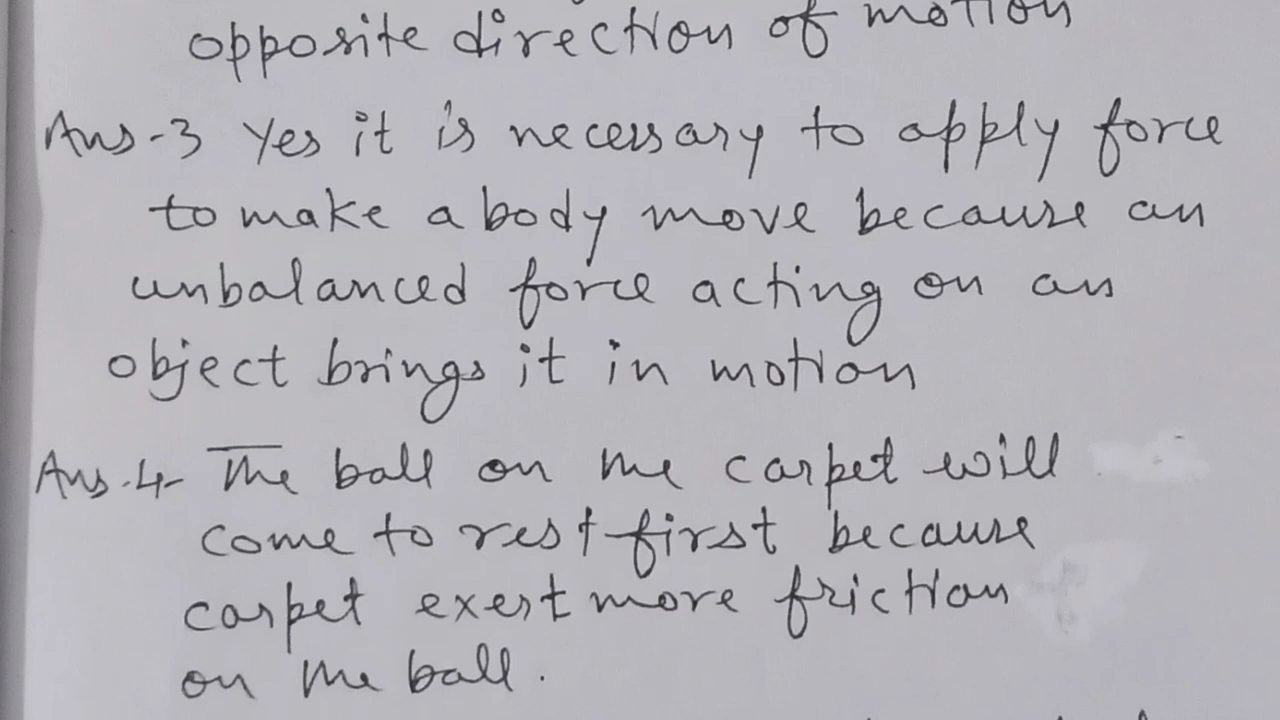 opposite direction of motion
Ans-3 Yes it is necessary to apply force
to make a body move because an
unbalanced force acting on an
object brings it in motion
Ans.4- The ball on the carpet will
come to rest first because
carpet exert more friction
on the ball.